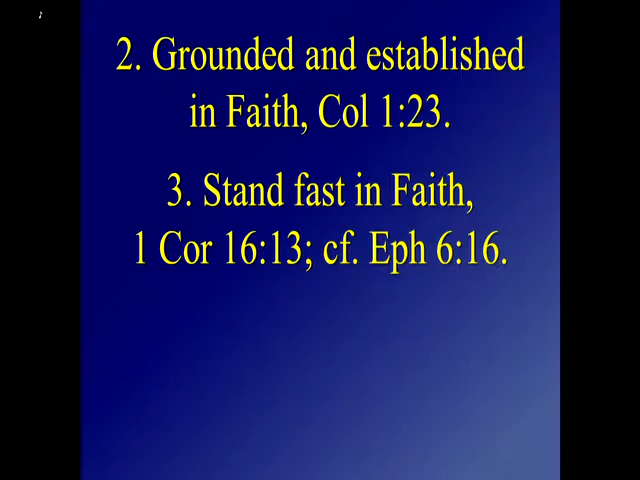 2. Grounded and established
in Faith, Col 1:23.
3. Stand fast in Faith,
1 Cor 16:13; cf. Eph 6:16.